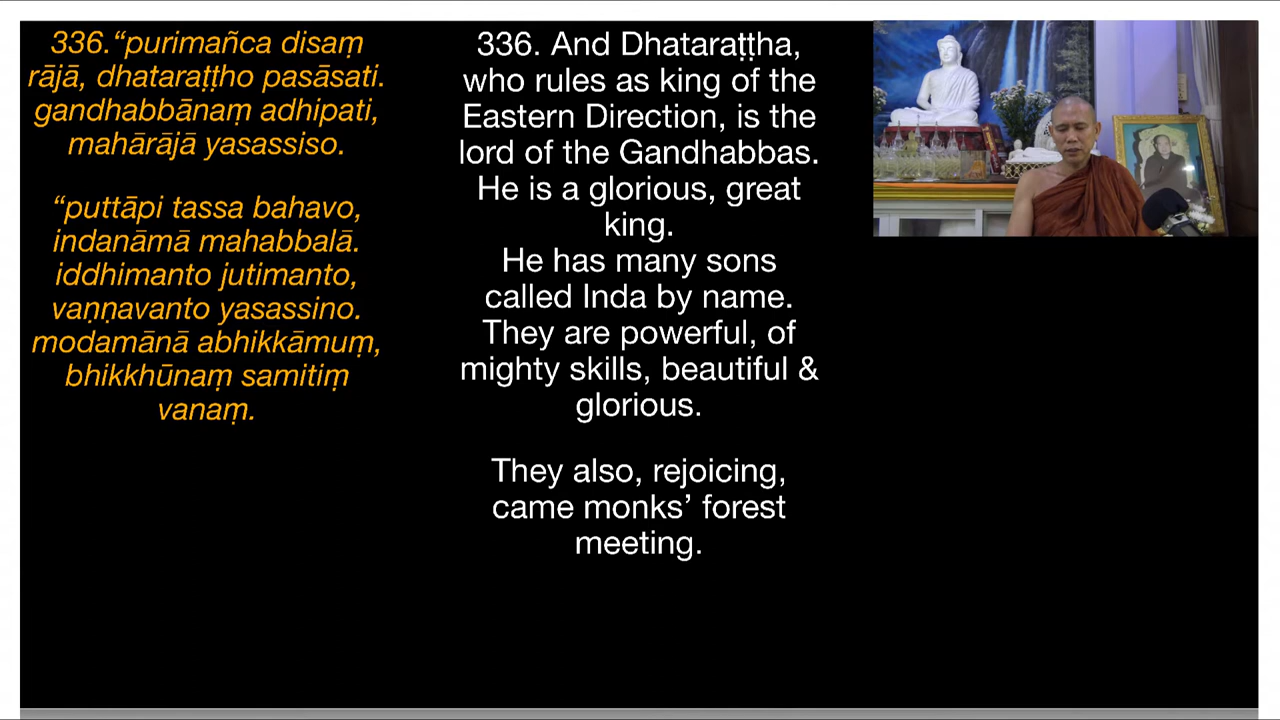 336.“purimañca disaṃ
rājā, dhataraṭṭho pasāsati.
gandhabbānaṃ adhipati,
mahārājā yasassiso.
“puttāpi tassa bahavo,
indanāmā mahabbalā.
iddhimanto jutimanto,
vaṇṇavanto yasassino.
modamānā abhikkāmuṃ,
bhikkhūnaṃ samitiṃ
vanaṃ.
336. And Dhataraṭṭha,
who rules as king of the
Eastern Direction, is the
lord of the Gandhabbas.
He is a glorious, great
king.
He has many sons
called Inda by name.
They are powerful, of
mighty skills, beautiful &
glorious.
They also, rejoicing,
came monks’ forest
meeting.